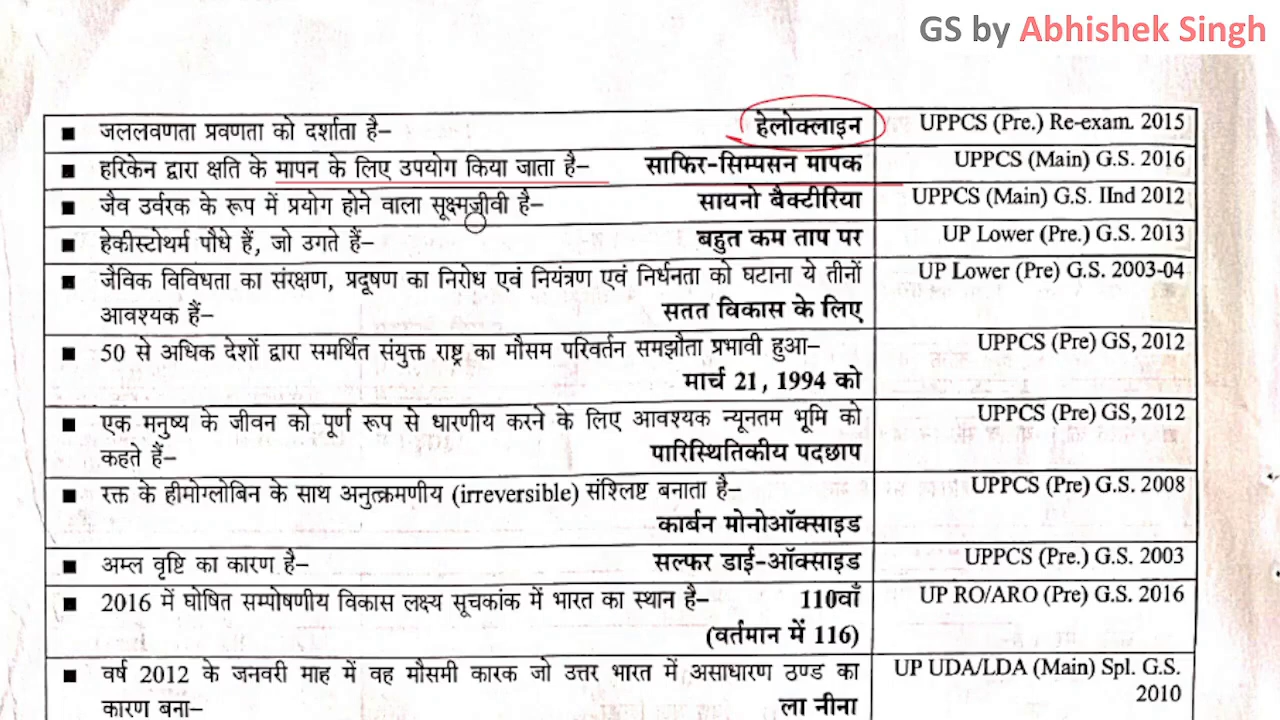 GS by Abhishek Singh
■ जललवणता प्रवणता को दर्शाता है– हेलोक्लाइन UPPCS (Pre.) Re-exam. 2015
■ हरिकेन द्वारा क्षति के मापन के लिए उपयोग किया जाता है– साफिर-सिम्पसन मापक UPPCS (Main) G.S. 2016
■ जैव उर्वरक के रूप में प्रयोग होने वाला सूक्ष्मजीवी है– सायनो बैक्टीरिया UPPCS (Main) G.S. IInd 2012
■ हेकीस्टोथर्म पौधे हैं, जो उगते हैं– बहुत कम ताप पर UP Lower (Pre.) G.S. 2013
■ जैविक विविधता का संरक्षण, प्रदूषण का निरोध एवं नियंत्रण एवं निर्धनता को घटाना ये तीनों UP Lower (Pre) G.S. 2003-04
आवश्यक हैं– सतत विकास के लिए
■ 50 से अधिक देशों द्वारा समर्थित संयुक्त राष्ट्र का मौसम परिवर्तन समझौता प्रभावी हुआ– UPPCS (Pre) GS, 2012
मार्च 21, 1994 को
■ एक मनुष्य के जीवन को पूर्ण रूप से धारणीय करने के लिए आवश्यक न्यूनतम भूमि को UPPCS (Pre) GS, 2012
कहते हैं– पारिस्थितिकीय पदछाप
■ रक्त के हीमोग्लोबिन के साथ अनुत्क्रमणीय (irreversible) संश्लिष्ट बनाता है– UPPCS (Pre) G.S. 2008
कार्बन मोनोऑक्साइड
■ अम्ल वृष्टि का कारण है– सल्फर डाई-ऑक्साइड UPPCS (Pre.) G.S. 2003
■ 2016 में घोषित सम्पोषणीय विकास लक्ष्य सूचकांक में भारत का स्थान है– 110वाँ UP RO/ARO (Pre) G.S. 2016
(वर्तमान में 116)
■ वर्ष 2012 के जनवरी माह में वह मौसमी कारक जो उत्तर भारत में असाधारण ठण्ड का UP UDA/LDA (Main) Spl. G.S.
कारण बना– ला नीना 2010